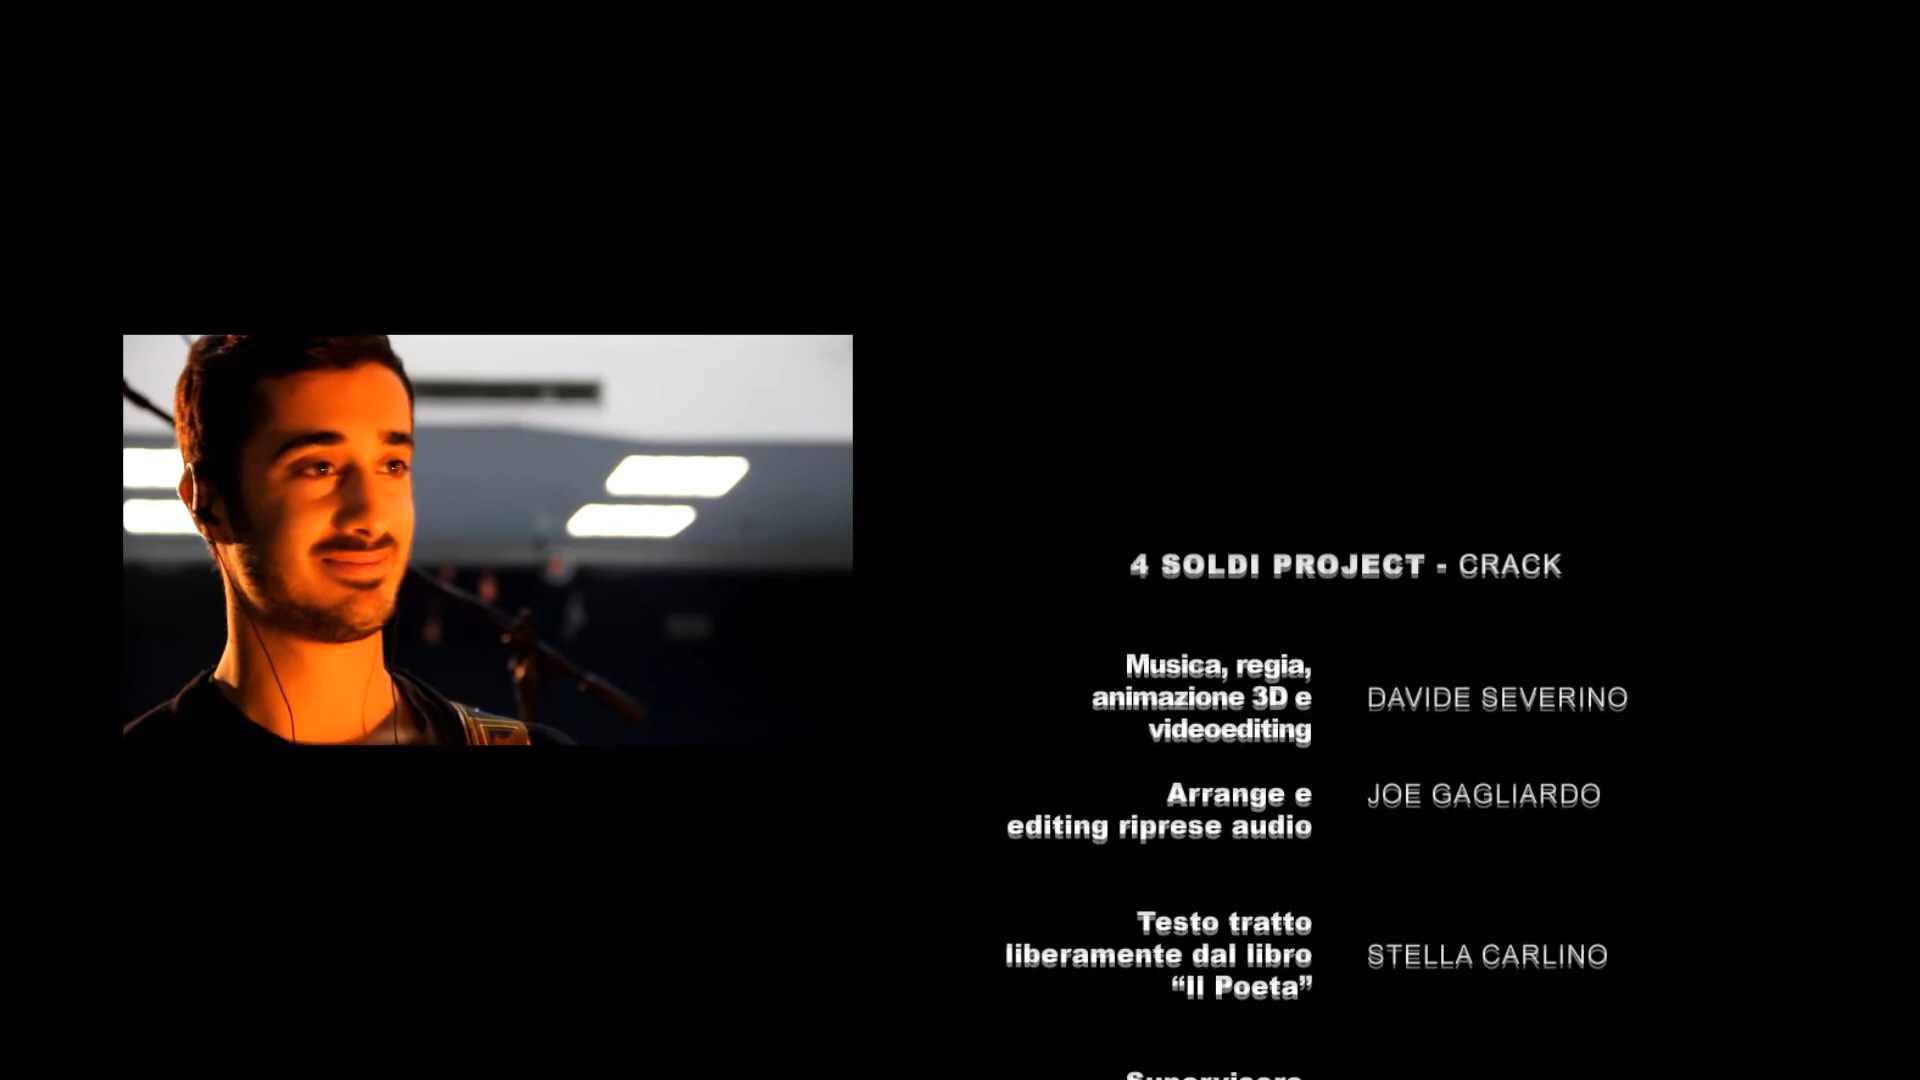 4 SOLDI PROJECT - CRACK
Musica, regia,
animazione 3D e
videoediting
DAVIDE SEVERINO
Arrange e
editing riprese audio
JOE GAGLIARDO
Testo tratto
liberamente dal libro
“Il Poeta”
STELLA CARLINO